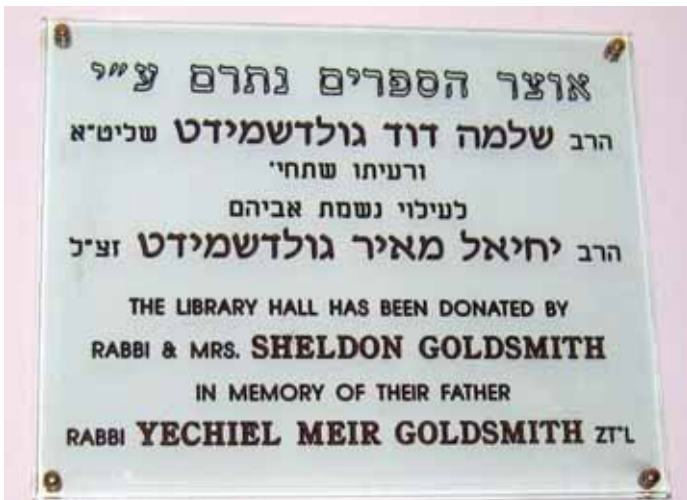 אוצר הספרים נתרם ע"י
הרב שלמה דוד גולדשמידט שליט"א
ורעיתו שתחי'
לעילוי נשמת אביהם
הרב יחיאל מאיר גולדשמידט זצ"ל
THE LIBRARY HALL HAS BEEN DONATED BY
RABBI & MRS. SHELDON GOLDSMITH
IN MEMORY OF THEIR FATHER
RABBI YECHIEL MEIR GOLDSMITH ZT"L